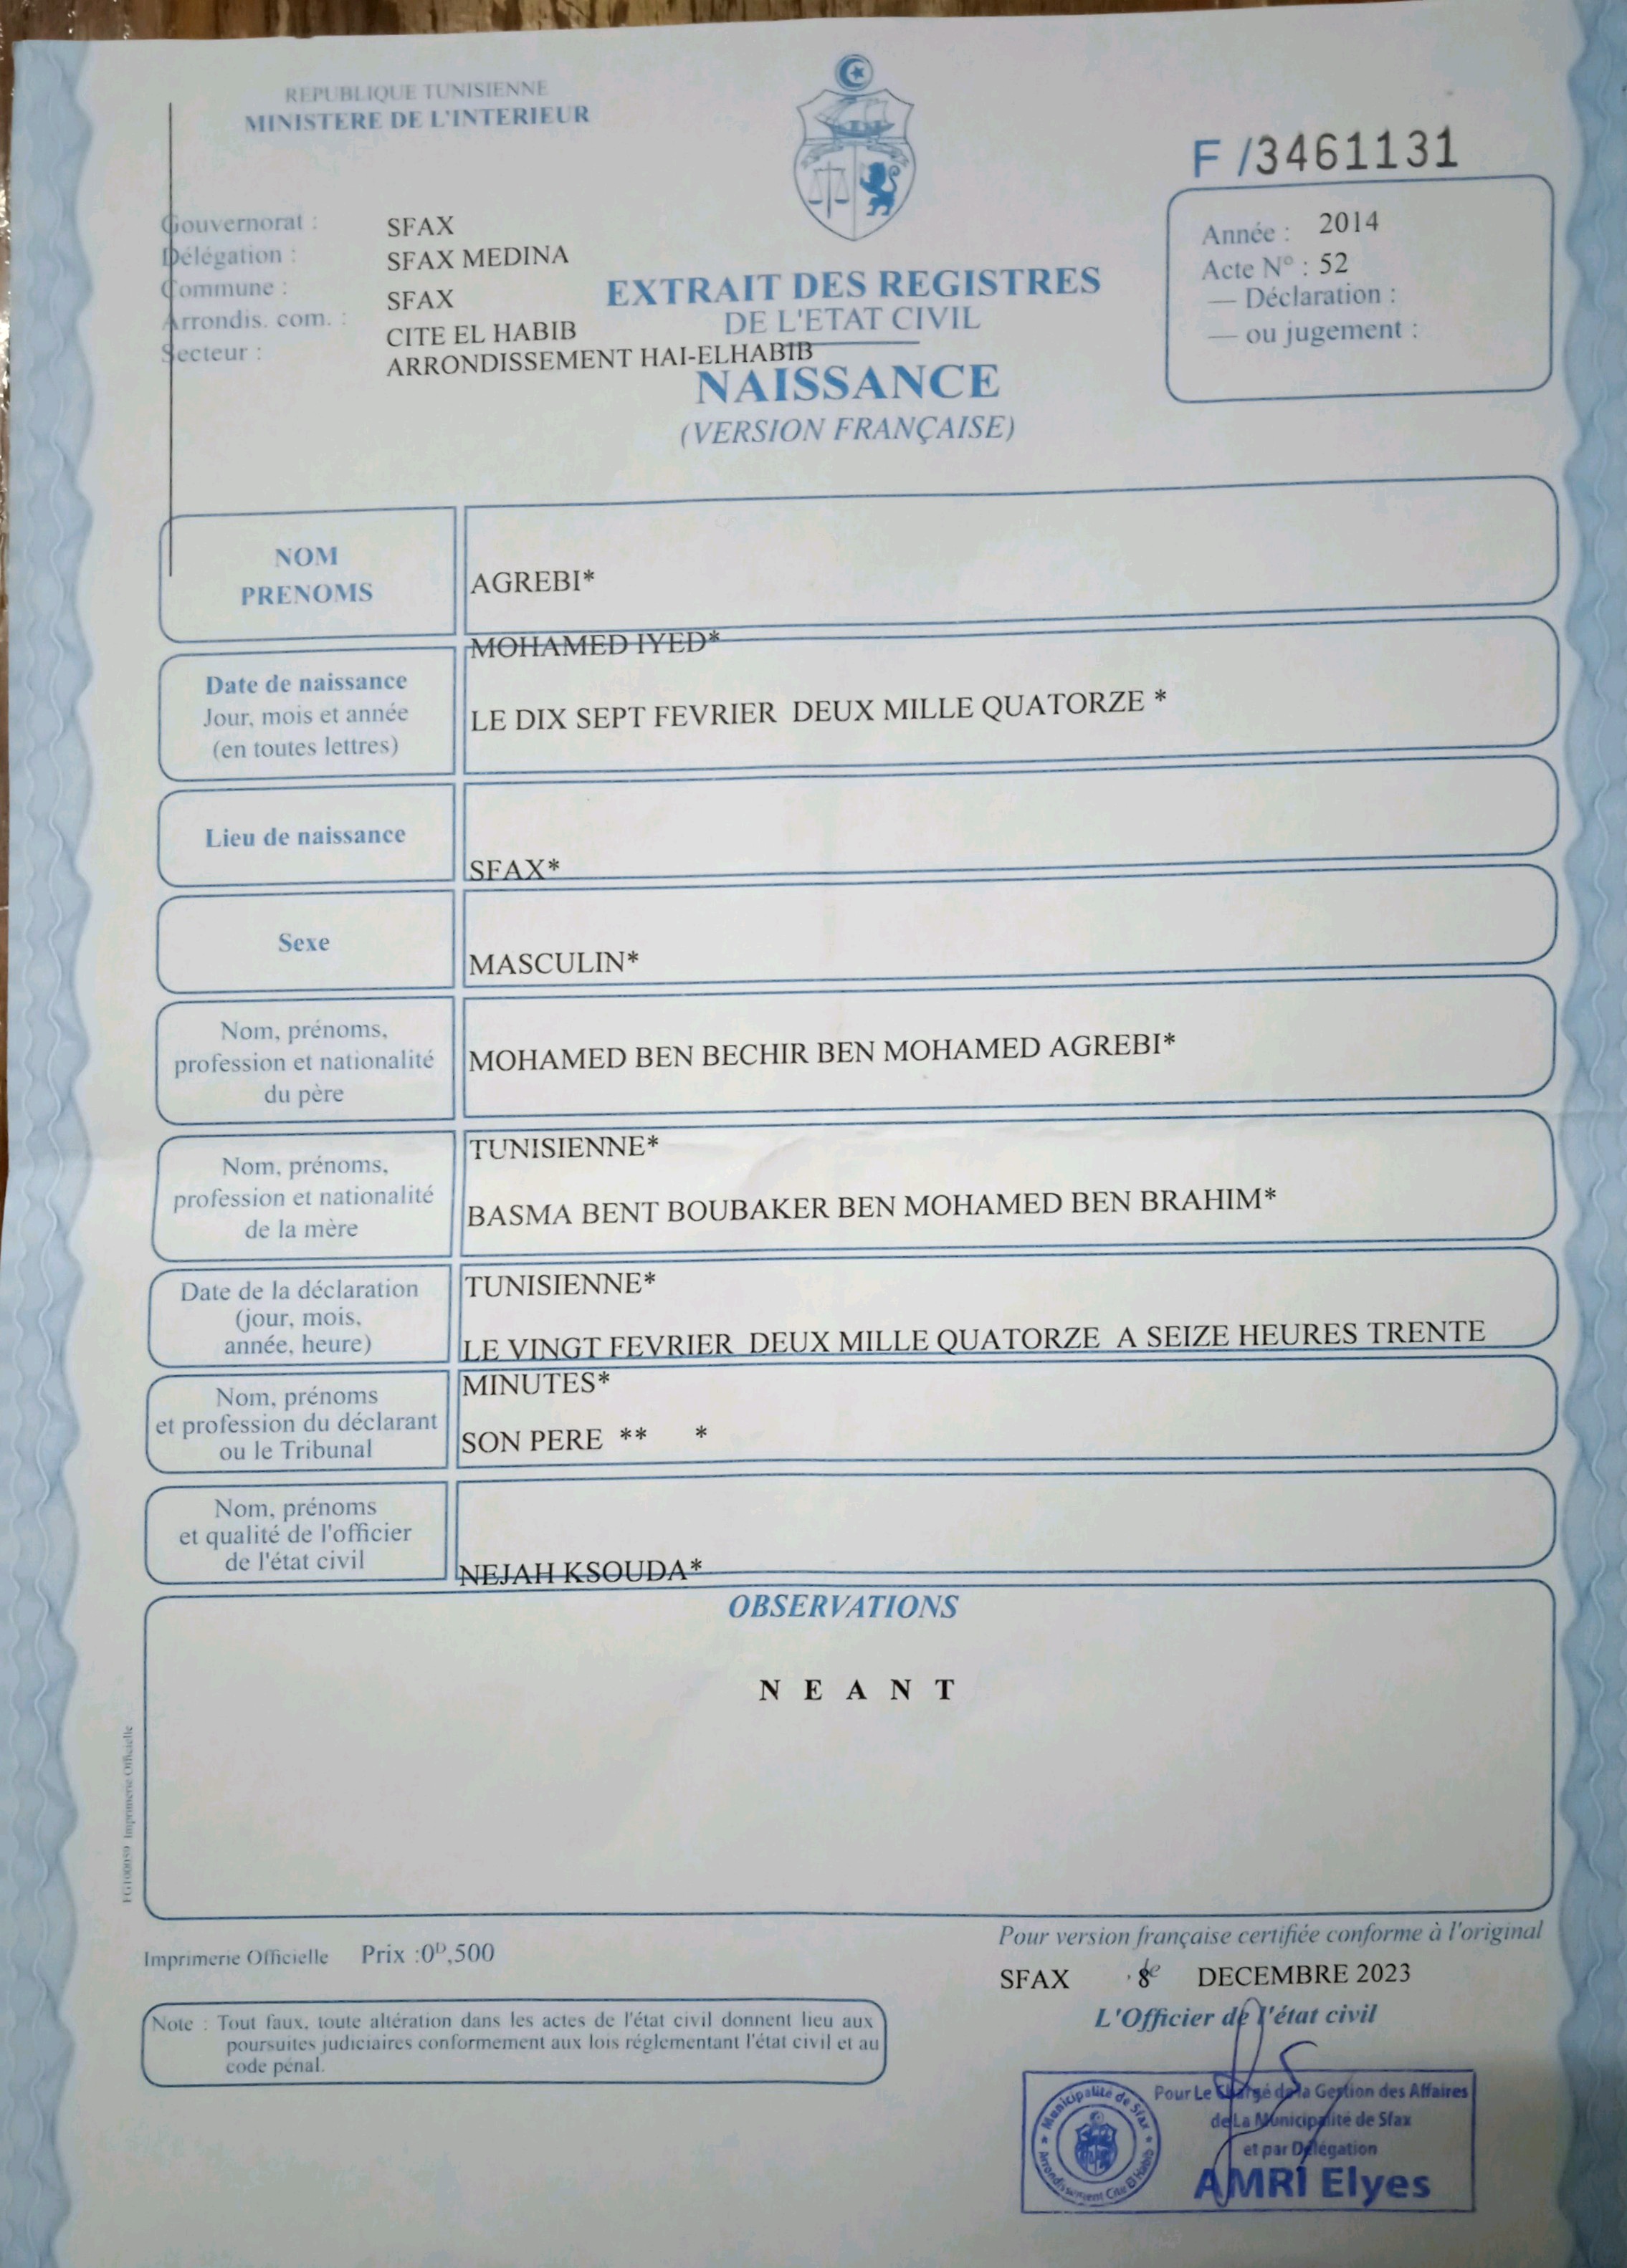 REPUBLIQUE TUNISIENNE
MINISTERE DE L'INTERIEUR
F /3461131
Gouvernorat : SFAX
Délégation : SFAX MEDINA
Commune : SFAX
Arrondis. com. : CITE EL HABIB
Secteur : ARRONDISSEMENT HAI-ELHABIB
Année : 2014
Acte N° : 52
— Déclaration :
— ou jugement :
EXTRAIT DES REGISTRES
DE L'ETAT CIVIL
NAISSANCE
(VERSION FRANÇAISE)
NOM
PRENOMS
AGREBI*
MOHAMED IYED*
Date de naissance
Jour, mois et année
(en toutes lettres)
LE DIX SEPT FEVRIER DEUX MILLE QUATORZE *
Lieu de naissance
SFAX*
Sexe
MASCULIN*
Nom, prénoms,
profession et nationalité
du père
MOHAMED BEN BECHIR BEN MOHAMED AGREBI*
TUNISIENNE*
Nom, prénoms,
profession et nationalité
de la mère
BASMA BENT BOUBAKER BEN MOHAMED BEN BRAHIM*
TUNISIENNE*
Date de la déclaration
(jour, mois,
année, heure)
LE VINGT FEVRIER DEUX MILLE QUATORZE A SEIZE HEURES TRENTE
MINUTES*
Nom, prénoms
et profession du déclarant
ou le Tribunal
SON PERE ** *
Nom, prénoms
et qualité de l'officier
de l'état civil
NEJAH KSOUDA*
OBSERVATIONS
N E A N T
FG100059 Imprimerie Officielle
Imprimerie Officielle Prix :0D,500
Note : Tout faux, toute altération dans les actes de l'état civil donnent lieu aux
poursuites judiciaires conformement aux lois réglementant l'état civil et au
code pénal.
Pour version française certifiée conforme à l'original
SFAX , le 8 DECEMBRE 2023
L'Officier de l'état civil
Municipalité de Sfax
Arrondissement Cité El Habib
Pour Le Chargé de la Gestion des Affaires
de La Municipalité de Sfax
et par Délégation
AMRI Elyes